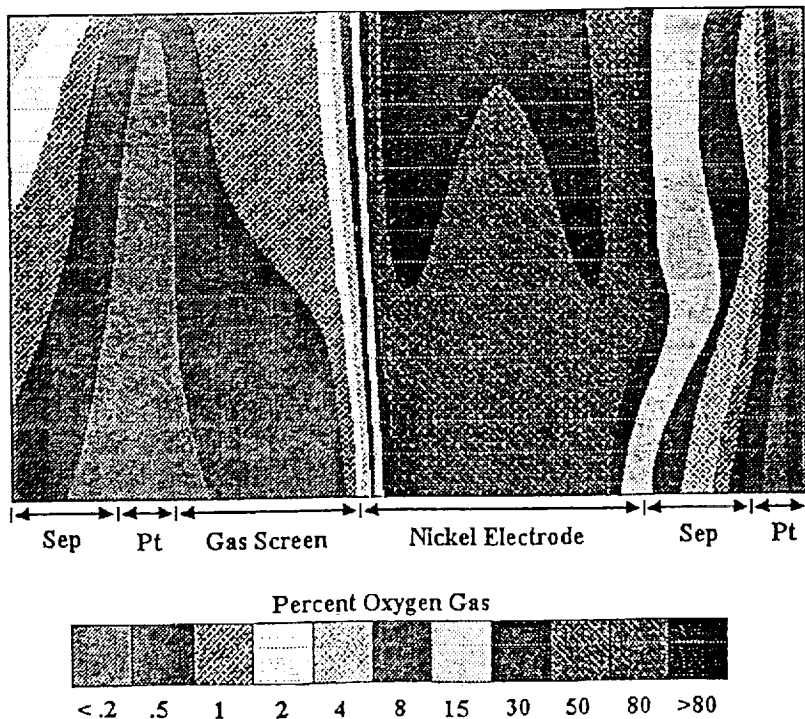 Sep Pt Gas Screen Nickel Electrode Sep Pt
Percent Oxygen Gas
< .2 .5 1 2 4 8 15 30 50 80 >80